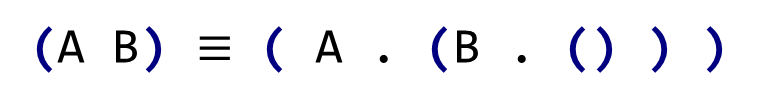 (A B) ≡ ( A . (B . () ) )